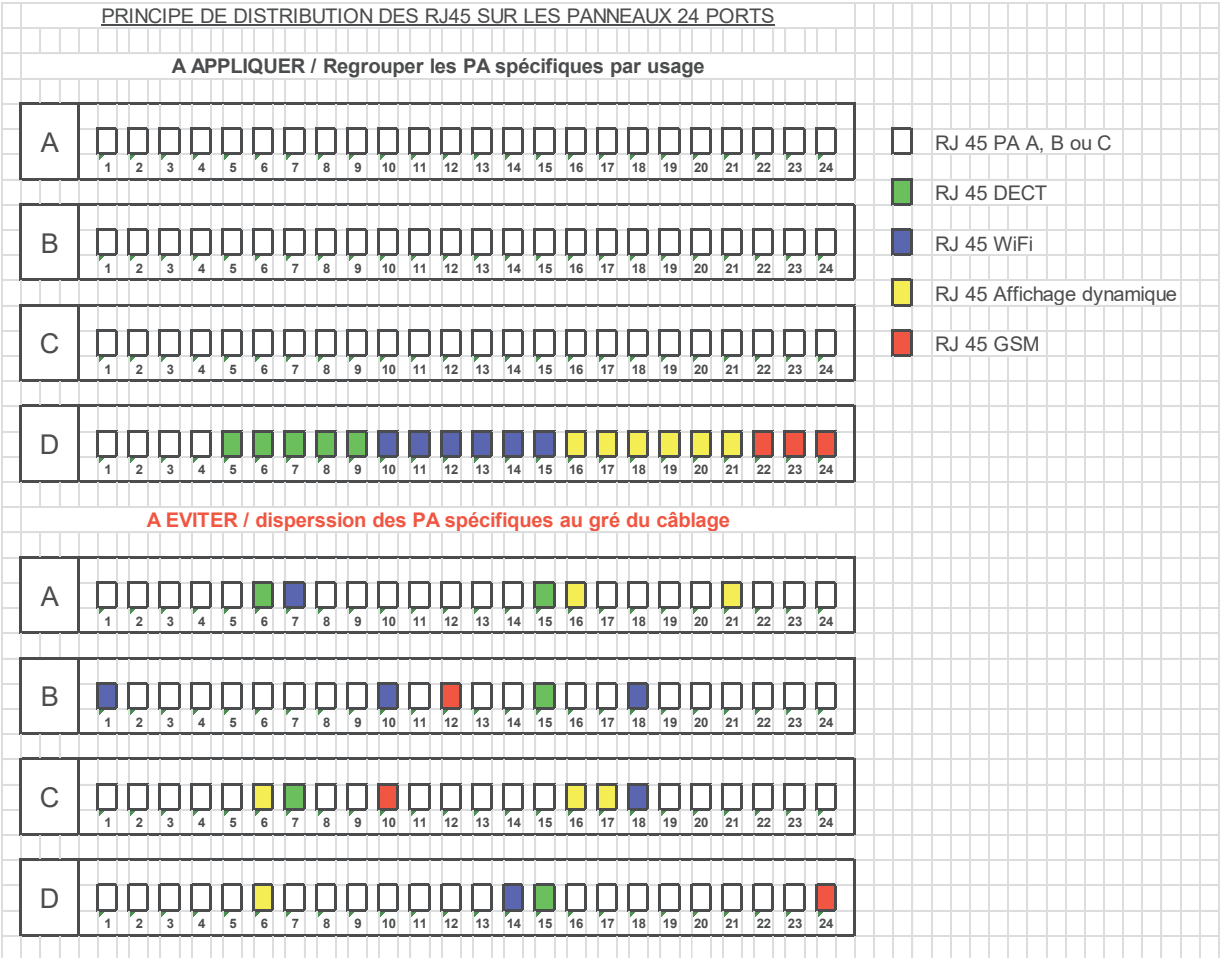 PRINCIPE DE DISTRIBUTION DES RJ45 SUR LES PANNEAUX 24 PORTS
A APPLIQUER / Regrouper les PA spécifiques par usage
A
1 2 3 4 5 6 7 8 9 10 11 12 13 14 15 16 17 18 19 20 21 22 23 24
B
1 2 3 4 5 6 7 8 9 10 11 12 13 14 15 16 17 18 19 20 21 22 23 24
C
1 2 3 4 5 6 7 8 9 10 11 12 13 14 15 16 17 18 19 20 21 22 23 24
D
1 2 3 4 5 6 7 8 9 10 11 12 13 14 15 16 17 18 19 20 21 22 23 24
RJ 45 PA A, B ou C
RJ 45 DECT
RJ 45 WiFi
RJ 45 Affichage dynamique
RJ 45 GSM
A EVITER / disperssion des PA spécifiques au gré du câblage
A
1 2 3 4 5 6 7 8 9 10 11 12 13 14 15 16 17 18 19 20 21 22 23 24
B
1 2 3 4 5 6 7 8 9 10 11 12 13 14 15 16 17 18 19 20 21 22 23 24
C
1 2 3 4 5 6 7 8 9 10 11 12 13 14 15 16 17 18 19 20 21 22 23 24
D
1 2 3 4 5 6 7 8 9 10 11 12 13 14 15 16 17 18 19 20 21 22 23 24